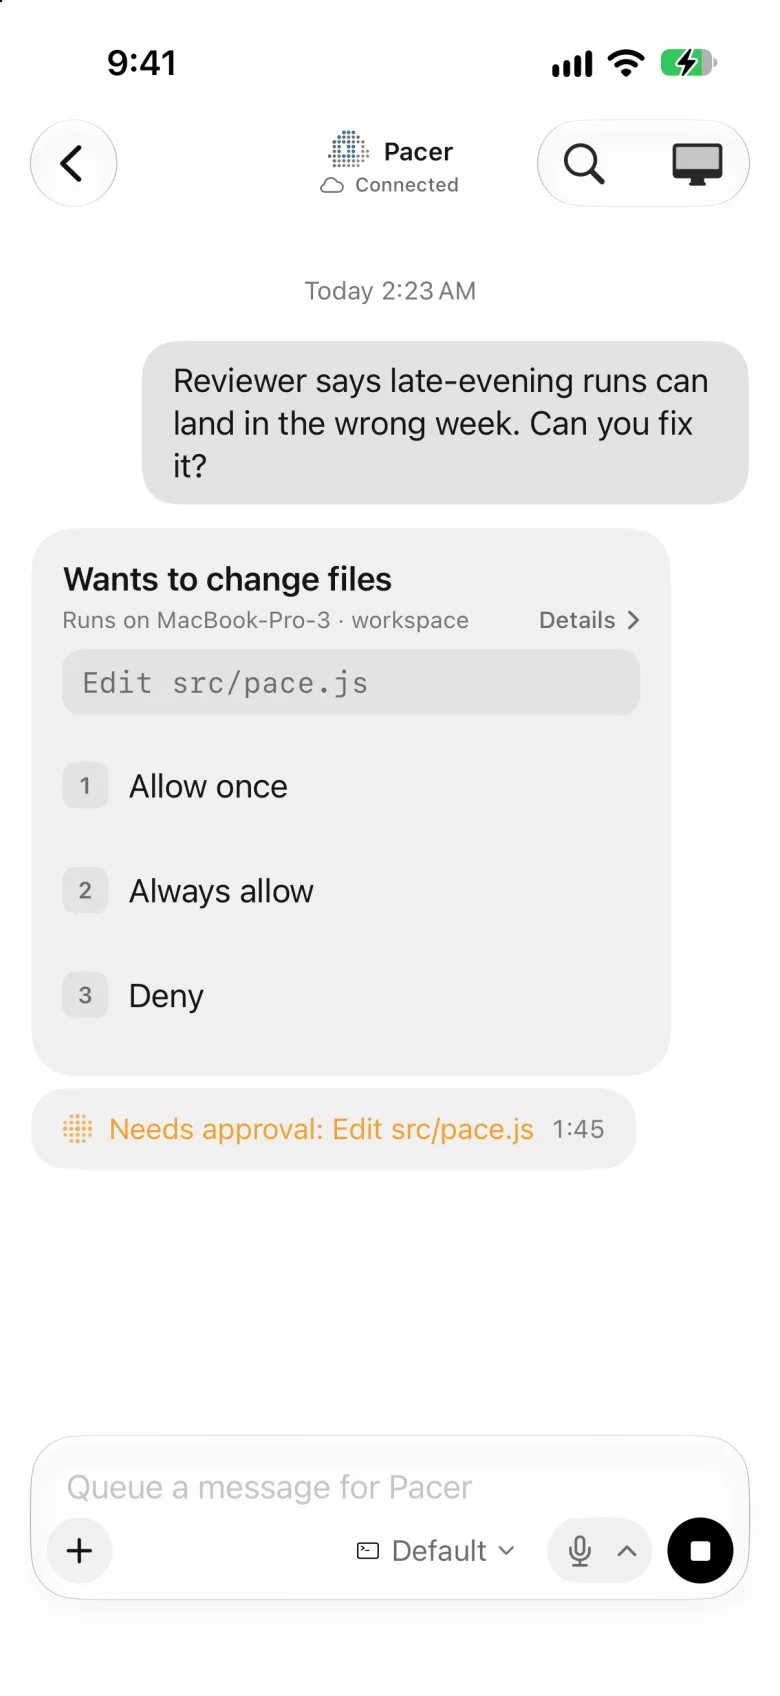 9:41
Pacer
Connected
Today 2:23 AM
Reviewer says late-evening runs can
land in the wrong week. Can you fix
it?
Wants to change files
Runs on MacBook-Pro-3 · workspace
Details
Edit src/pace.js
1 Allow once
2 Always allow
3 Deny
Needs approval: Edit src/pace.js 1:45
Queue a message for Pacer
Default